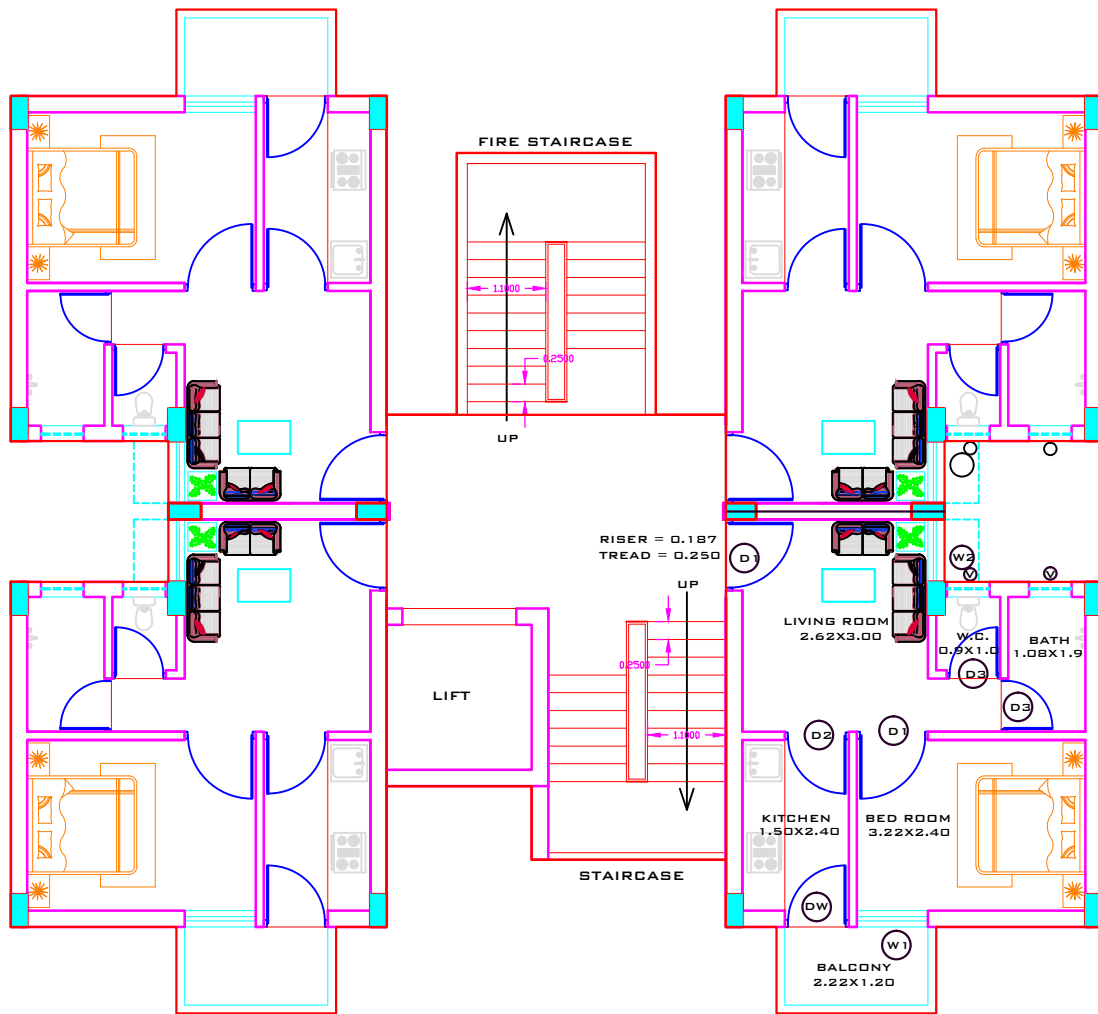 FIRE STAIRCASE
1.1000
0.2500
UP
RISER = 0.187
TREAD = 0.250
D1
W2
UP
LIVING ROOM
2.62X3.00
W.C.
0.9X1.0
BATH
1.08X1.9
0.2500
D3
LIFT
D3
1.1000
D2
D1
KITCHEN
1.50X2.40
BED ROOM
3.22X2.40
STAIRCASE
DW
W1
BALCONY
2.22X1.20
V
V